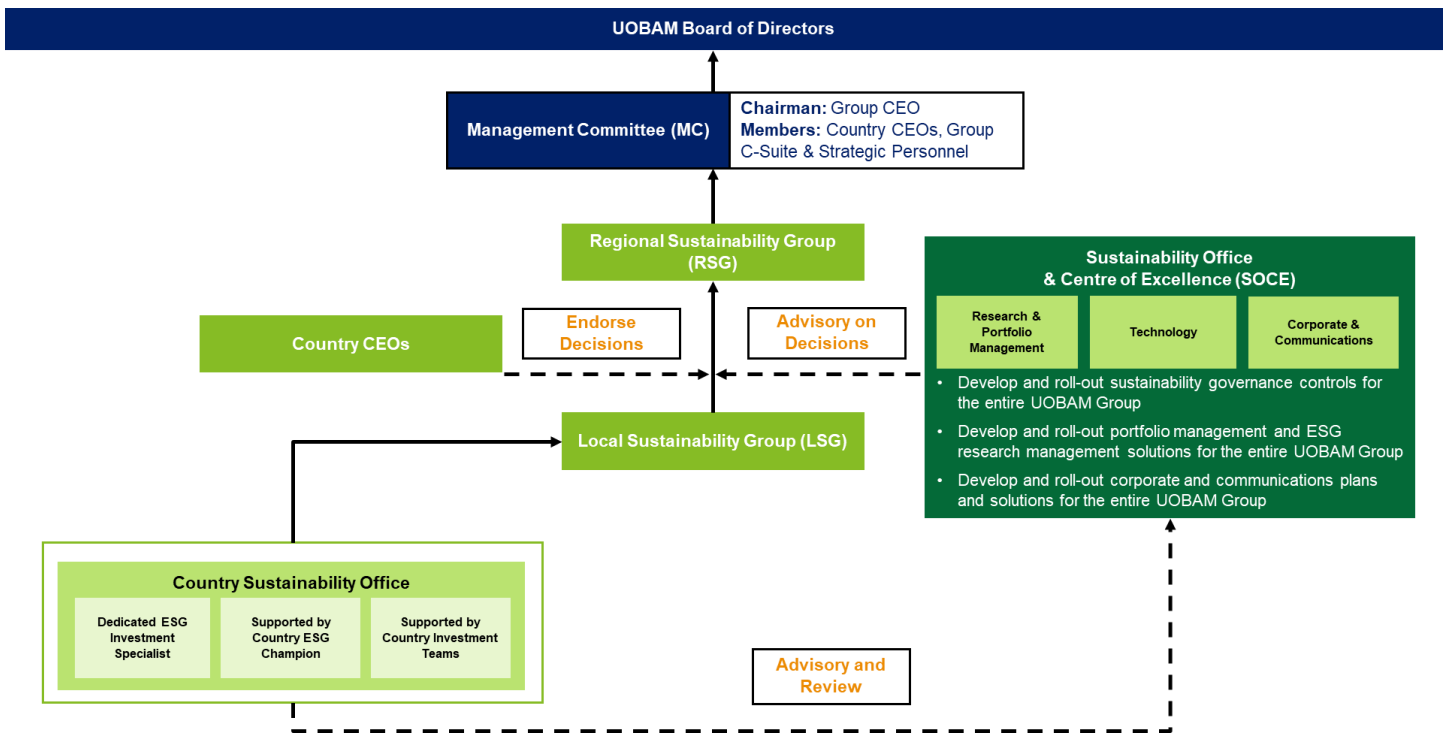 UOBAM Board of Directors
Management Committee (MC)
Chairman: Group CEO
Members: Country CEOs, Group
C-Suite & Strategic Personnel
Regional Sustainability Group
(RSG)
Sustainability Office
& Centre of Excellence (SOCE)
Research &
Portfolio
Management
Technology
Corporate &
Communications
• Develop and roll-out sustainability governance controls for
the entire UOBAM Group
• Develop and roll-out portfolio management and ESG
research management solutions for the entire UOBAM Group
• Develop and roll-out corporate and communications plans
and solutions for the entire UOBAM Group
Country CEOs
Endorse
Decisions
Advisory on
Decisions
Local Sustainability Group (LSG)
Country Sustainability Office
Dedicated ESG
Investment
Specialist
Supported by
Country ESG
Champion
Supported by
Country Investment
Teams
Advisory and
Review